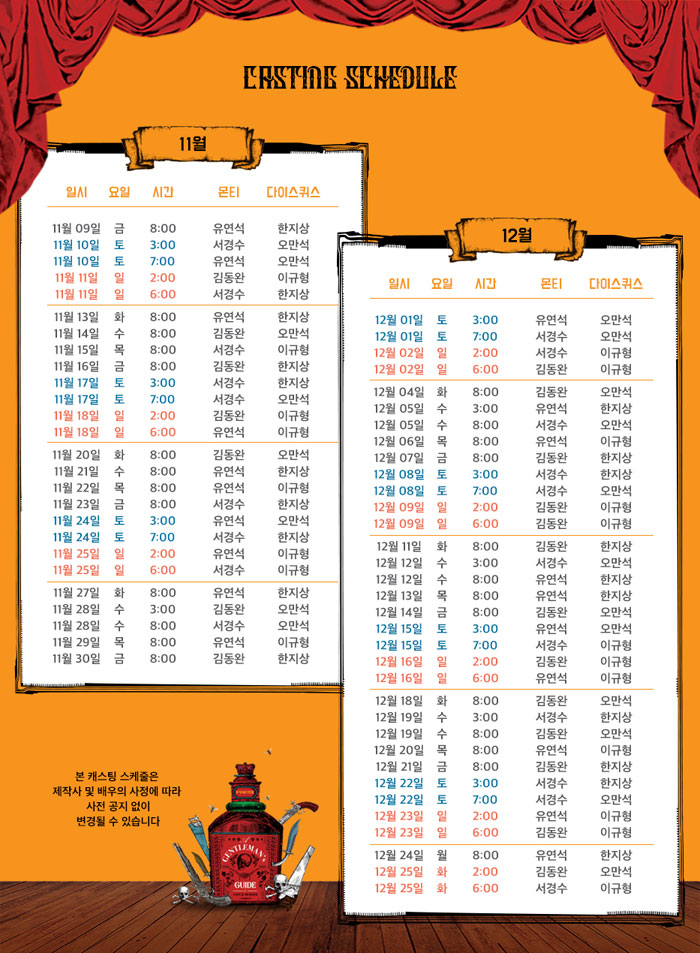 CASTING SCHEDULE
11월
일시 요일 시간 몬티 다이스퀴스
11월 09일 금 8:00 유연석 한지상
11월 10일 토 3:00 서경수 오만석
11월 10일 토 7:00 유연석 오만석
11월 11일 일 2:00 김동완 이규형
11월 11일 일 6:00 서경수 한지상
11월 13일 화 8:00 유연석 한지상
11월 14일 수 8:00 김동완 오만석
11월 15일 목 8:00 서경수 이규형
11월 16일 금 8:00 김동완 한지상
11월 17일 토 3:00 서경수 한지상
11월 17일 토 7:00 서경수 오만석
11월 18일 일 2:00 김동완 이규형
11월 18일 일 6:00 유연석 이규형
11월 20일 화 8:00 김동완 오만석
11월 21일 수 8:00 유연석 한지상
11월 22일 목 8:00 유연석 이규형
11월 23일 금 8:00 서경수 한지상
11월 24일 토 3:00 유연석 오만석
11월 24일 토 7:00 서경수 한지상
11월 25일 일 2:00 유연석 이규형
11월 25일 일 6:00 서경수 이규형
11월 27일 화 8:00 유연석 한지상
11월 28일 수 3:00 김동완 오만석
11월 28일 수 8:00 서경수 오만석
11월 29일 목 8:00 유연석 이규형
11월 30일 금 8:00 김동완 한지상
12월
일시 요일 시간 몬티 다이스퀴스
12월 01일 토 3:00 유연석 오만석
12월 01일 토 7:00 서경수 오만석
12월 02일 일 2:00 서경수 이규형
12월 02일 일 6:00 김동완 이규형
12월 04일 화 8:00 김동완 오만석
12월 05일 수 3:00 유연석 한지상
12월 05일 수 8:00 서경수 오만석
12월 06일 목 8:00 유연석 이규형
12월 07일 금 8:00 김동완 한지상
12월 08일 토 3:00 서경수 한지상
12월 08일 토 7:00 서경수 오만석
12월 09일 일 2:00 김동완 이규형
12월 09일 일 6:00 김동완 이규형
12월 11일 화 8:00 김동완 한지상
12월 12일 수 3:00 서경수 오만석
12월 12일 수 8:00 유연석 한지상
12월 13일 목 8:00 유연석 한지상
12월 14일 금 8:00 김동완 오만석
12월 15일 토 3:00 유연석 오만석
12월 15일 토 7:00 서경수 한지상
12월 16일 일 2:00 김동완 이규형
12월 16일 일 6:00 유연석 이규형
12월 18일 화 8:00 김동완 오만석
12월 19일 수 3:00 서경수 한지상
12월 19일 수 8:00 김동완 오만석
12월 20일 목 8:00 유연석 이규형
12월 21일 금 8:00 김동완 한지상
12월 22일 토 3:00 서경수 한지상
12월 22일 토 7:00 서경수 오만석
12월 23일 일 2:00 유연석 이규형
12월 23일 일 6:00 김동완 이규형
12월 24일 월 8:00 유연석 한지상
12월 25일 화 2:00 김동완 오만석
12월 25일 화 6:00 서경수 이규형
본 캐스팅 스케줄은
제작사 및 배우의 사정에 따라
사전 공지 없이
변경될 수 있습니다
GENTLEMAN'S
GUIDE